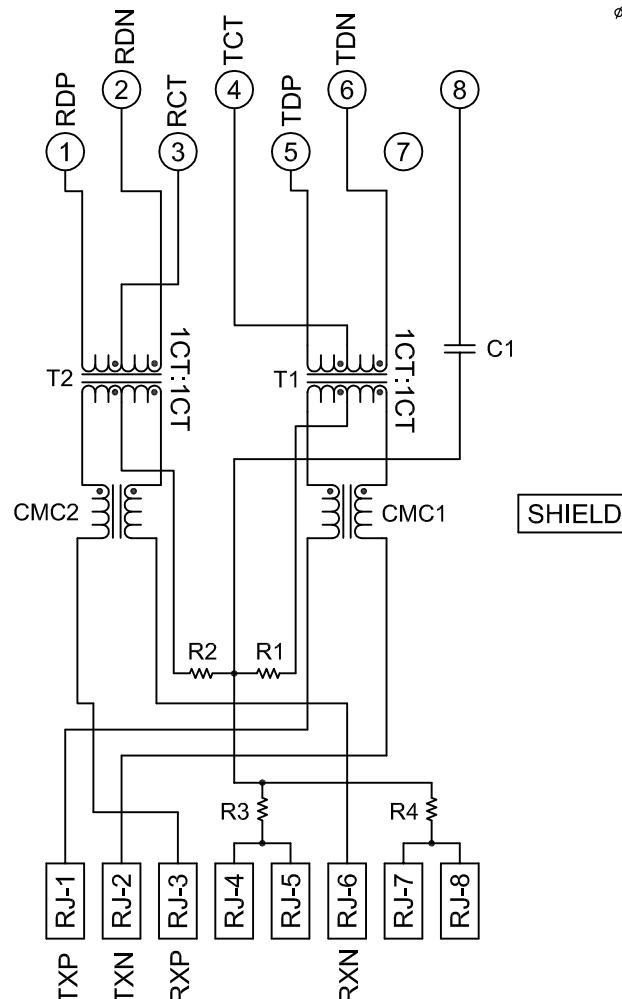 ø
RDP
RDN
RCT
TCT
TDP
TDN
1
2
3
4
5
6
7
8
T2
1CT:1CT
T1
1CT:1CT
C1
CMC2
CMC1
SHIELD
R2
R1
R3
R4
RJ-1
RJ-2
RJ-3
RJ-4
RJ-5
RJ-6
RJ-7
RJ-8
TXP
TXN
RXP
RXN